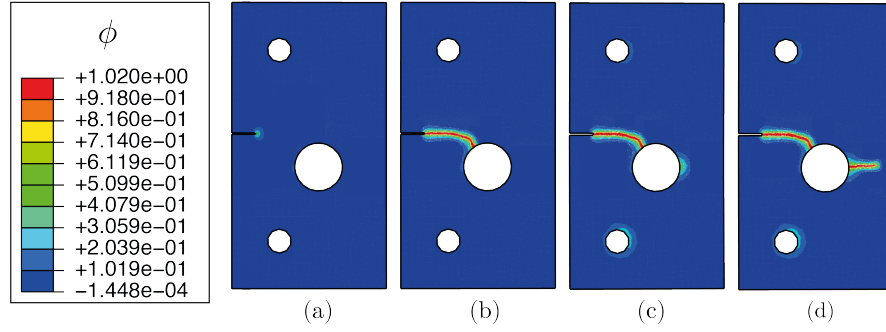 ϕ
+1.020e+00
+9.180e-01
+8.160e-01
+7.140e-01
+6.119e-01
+5.099e-01
+4.079e-01
+3.059e-01
+2.039e-01
+1.019e-01
-1.448e-04
(a) (b) (c) (d)